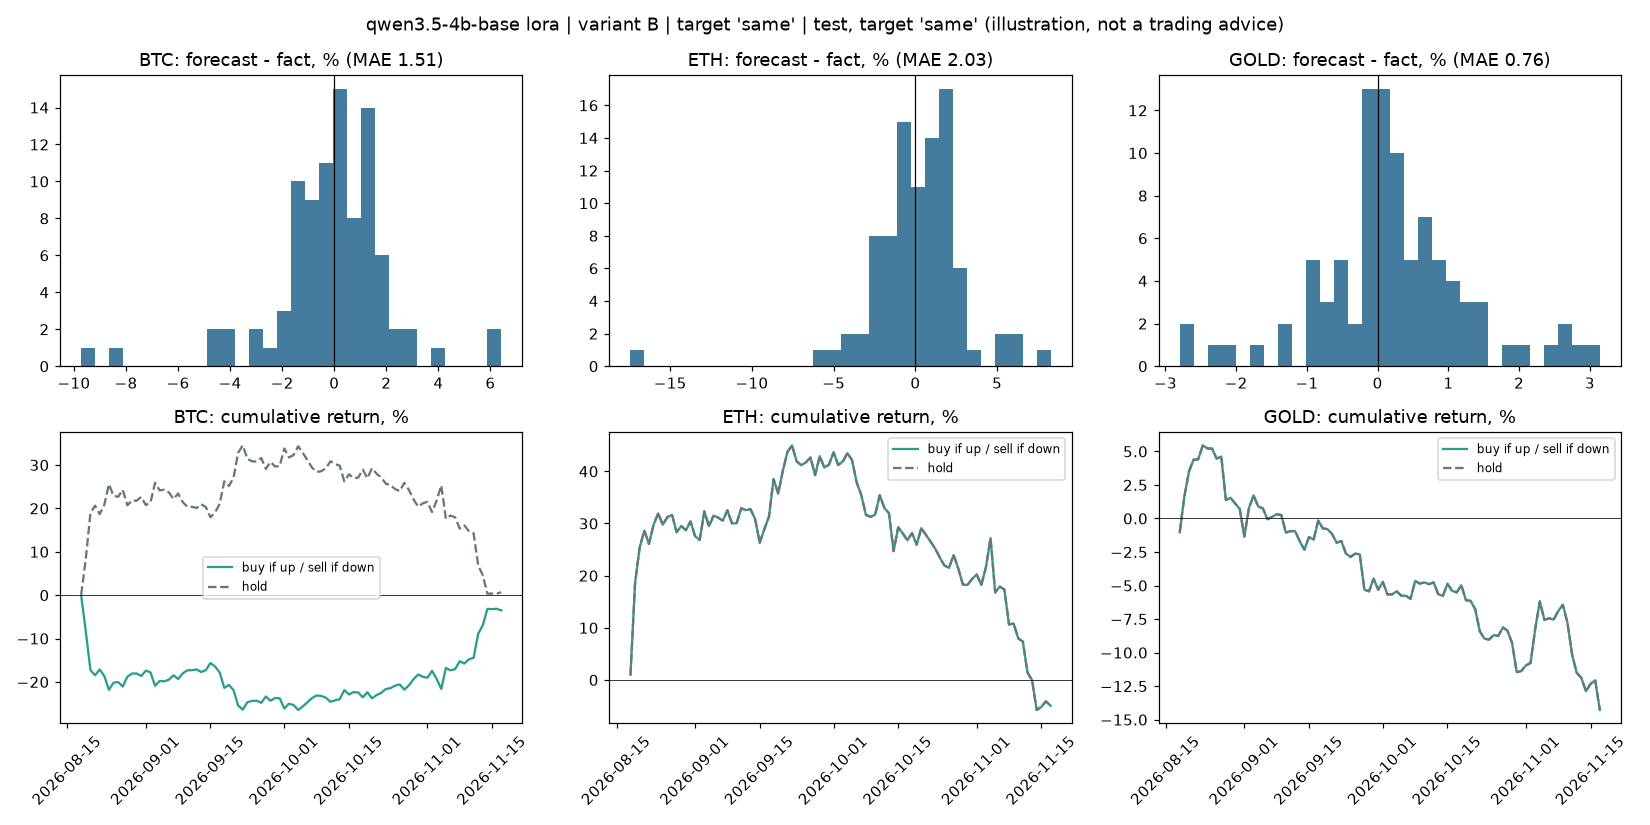 qwen3.5-4b-base lora | variant B | target 'same' | test, target 'same' (illustration, not a trading advice)
BTC: forecast - fact, % (MAE 1.51)
14
12
10
8
6
4
2
0
−10 −8 −6 −4 −2 0 2 4 6
ETH: forecast - fact, % (MAE 2.03)
16
14
12
10
8
6
4
2
0
−15 −10 −5 0 5
GOLD: forecast - fact, % (MAE 0.76)
12
10
8
6
4
2
0
−3 −2 −1 0 1 2 3
BTC: cumulative return, %
30
20
10
0
−10
−20
buy if up / sell if down
hold
2026-08-15 2026-09-01 2026-09-15 2026-10-01 2026-10-15 2026-11-01 2026-11-15
ETH: cumulative return, %
40
30
20
10
0
buy if up / sell if down
hold
2026-08-15 2026-09-01 2026-09-15 2026-10-01 2026-10-15 2026-11-01 2026-11-15
GOLD: cumulative return, %
5.0
2.5
0.0
−2.5
−5.0
−7.5
−10.0
−12.5
−15.0
buy if up / sell if down
hold
2026-08-15 2026-09-01 2026-09-15 2026-10-01 2026-10-15 2026-11-01 2026-11-15